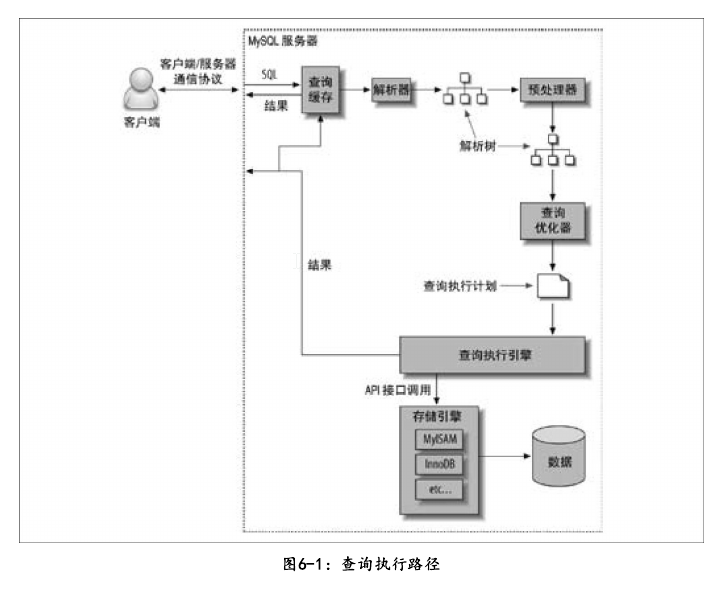 MySQL 服务器
客户端/服务器
通信协议
客户端
SQL
结果
查询
缓存
解析器
预处理器
解析树
查询
优化器
结果
查询执行计划
查询执行引擎
API 接口调用
存储引擎
MyISAM
InnoDB
etc...
数据
图6-1：查询执行路径